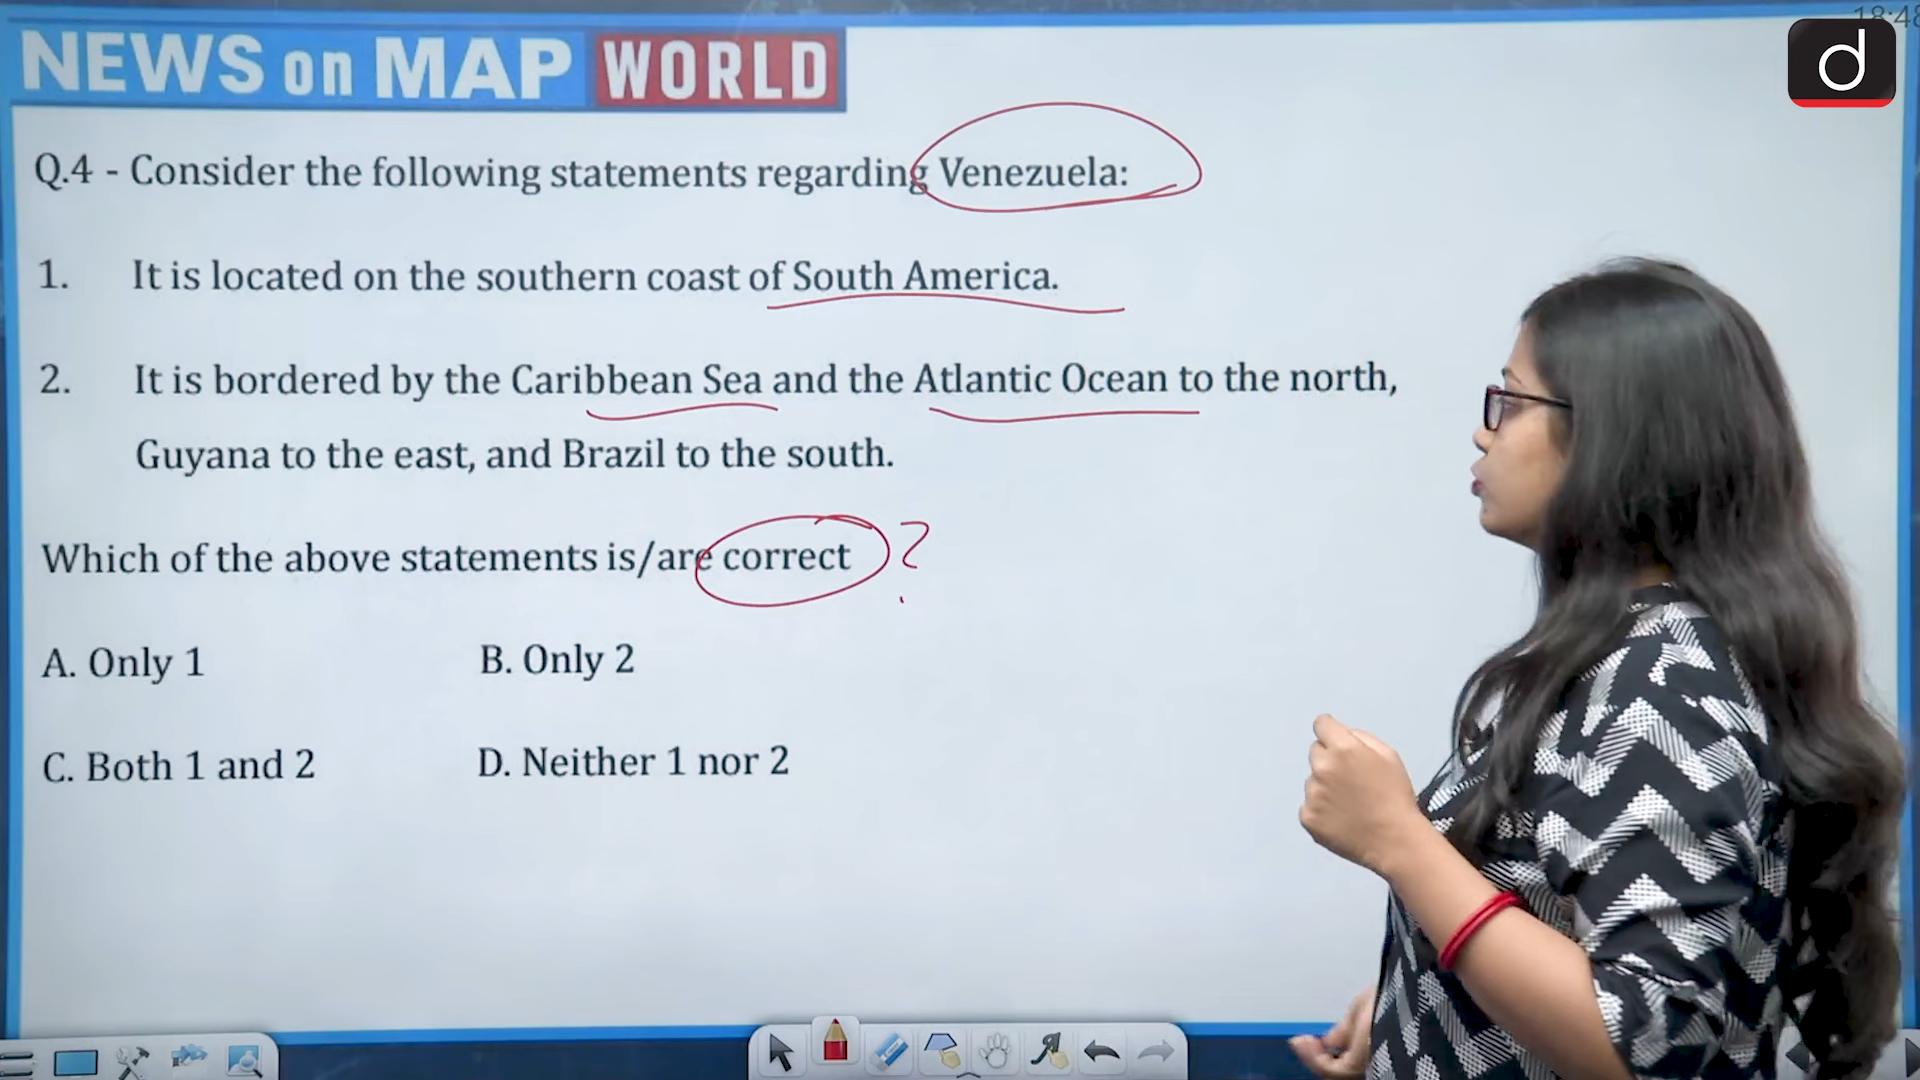 18:48
NEWS on MAP WORLD
d
Q.4 - Consider the following statements regarding Venezuela:
1. It is located on the southern coast of South America.
2. It is bordered by the Caribbean Sea and the Atlantic Ocean to the north,
Guyana to the east, and Brazil to the south.
Which of the above statements is/are correct ?
A. Only 1 B. Only 2
C. Both 1 and 2 D. Neither 1 nor 2